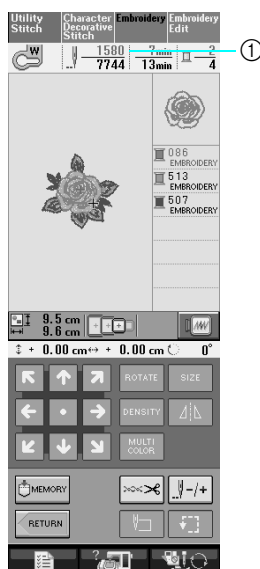 Utility Stitch
Character Decorative Stitch
Embroidery
Embroidery Edit
W
1580 7min 2
7744 13min 4
①
086
EMBROIDERY
513
EMBROIDERY
507
EMBROIDERY
9.5 cm
9.6 cm
+ 0.00 cm + 0.00 cm 0°
ROTATE SIZE
DENSITY
MULTI COLOR
MEMORY
-/+
RETURN
?